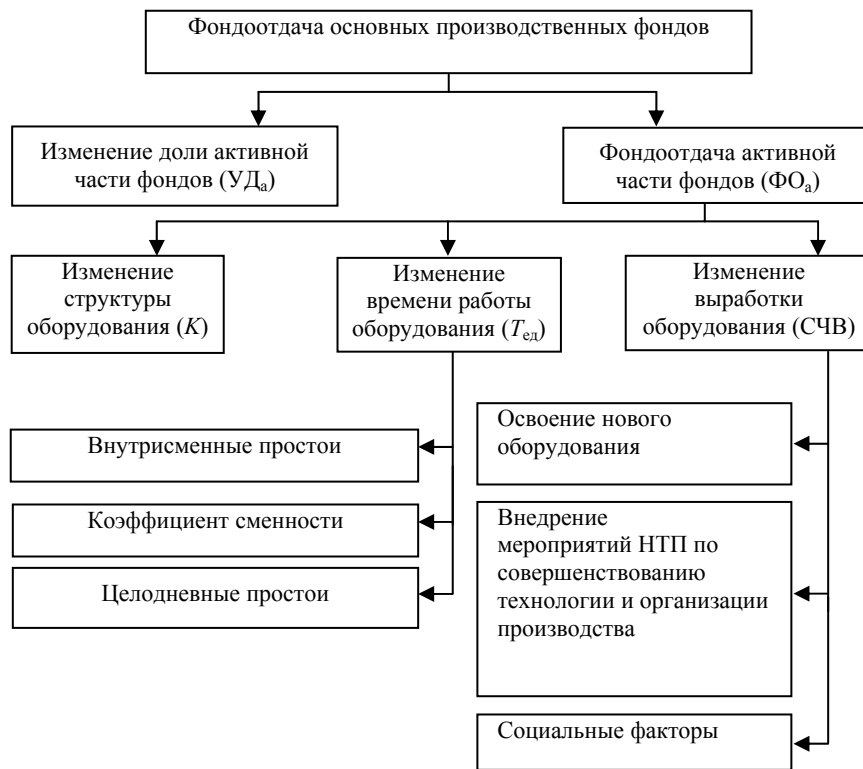 Фондоотдача основных производственных фондов
Изменение доли активной
части фондов (УДа)
Фондоотдача активной
части фондов (ФОа)
Изменение
структуры
оборудования (K)
Изменение
времени работы
оборудования (Tед)
Изменение
выработки
оборудования (СЧВ)
Внутрисменные простои
Коэффициент сменности
Целодневные простои
Освоение нового
оборудования
Внедрение
мероприятий НТП по
совершенствованию
технологии и организации
производства
Социальные факторы